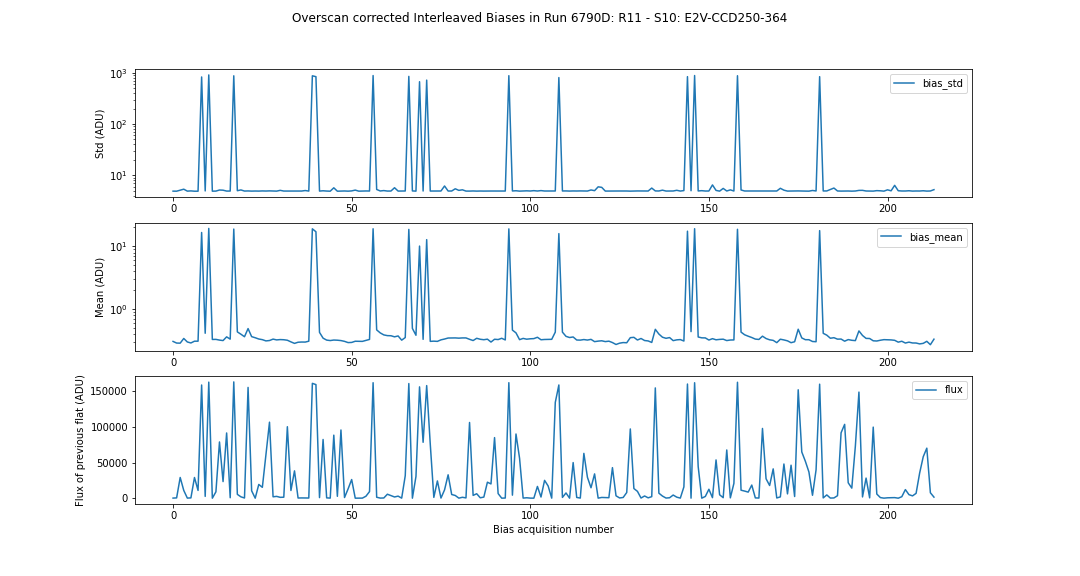 Overscan corrected Interleaved Biases in Run 6790D: R11 - S10: E2V-CCD250-364
10³
10²
10¹
Std (ADU)
bias_std
0 50 100 150 200
10¹
10⁰
Mean (ADU)
bias_mean
0 50 100 150 200
150000
100000
50000
0
Flux of previous flat (ADU)
flux
0 50 100 150 200
Bias acquisition number